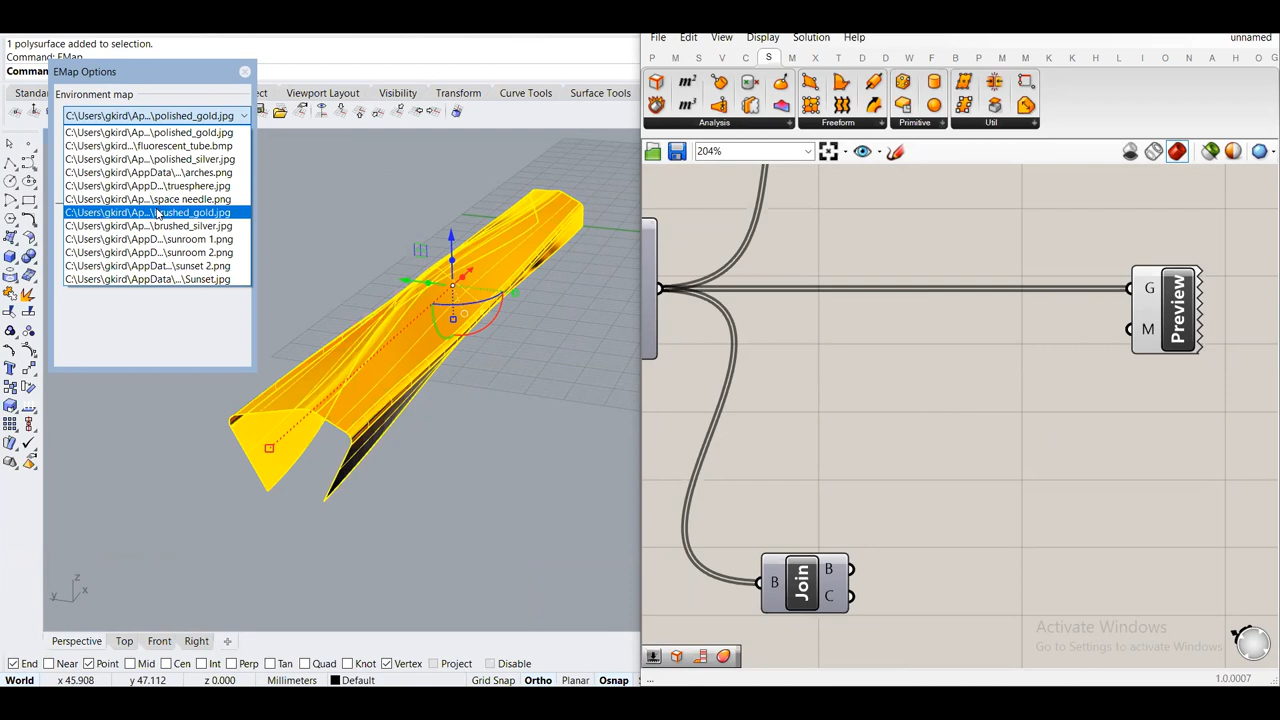 1 polysurface added to selection.
Command: EMap
Comman
EMap Options
Environment map
C:\Users\gkird\Ap...\polished_gold.jpg
C:\Users\gkird\Ap...\polished_gold.jpg
C:\Users\gkird...\fluorescent_tube.bmp
C:\Users\gkird\Ap...\polished_silver.jpg
C:\Users\gkird\AppData\...\arches.png
C:\Users\gkird\AppD...\truesphere.jpg
C:\Users\gkird\Ap...\space needle.png
C:\Users\gkird\Ap...\brushed_gold.jpg
C:\Users\gkird\Ap...\brushed_silver.jpg
C:\Users\gkird\AppD...\sunroom 1.png
C:\Users\gkird\AppD...\sunroom 2.png
C:\Users\gkird\AppDat...\sunset 2.png
C:\Users\gkird\AppData\...\Sunset.jpg
Standa
Viewport Layout
Visibility
Transform
Curve Tools
Surface Tools
z
y
x
Perspective
Top
Front
Right
End
Near
Point
Mid
Cen
Int
Perp
Tan
Quad
Knot
Vertex
Project
Disable
World
x 45.908
y 47.112
z 0.000
Millimeters
Default
Grid Snap
Ortho
Planar
Osnap
File
Edit
View
Display
Solution
Help
unnamed
P
M
S
V
C
S
M
X
D
W
B
F
B
P
L
I
O
N
A
m²
m³
Analysis
Freeform
Primitive
Util
204%
G
M
Preview
B
Join
B
C
Activate Windows
Go to Settings to activate Windows
...
1.0.0007